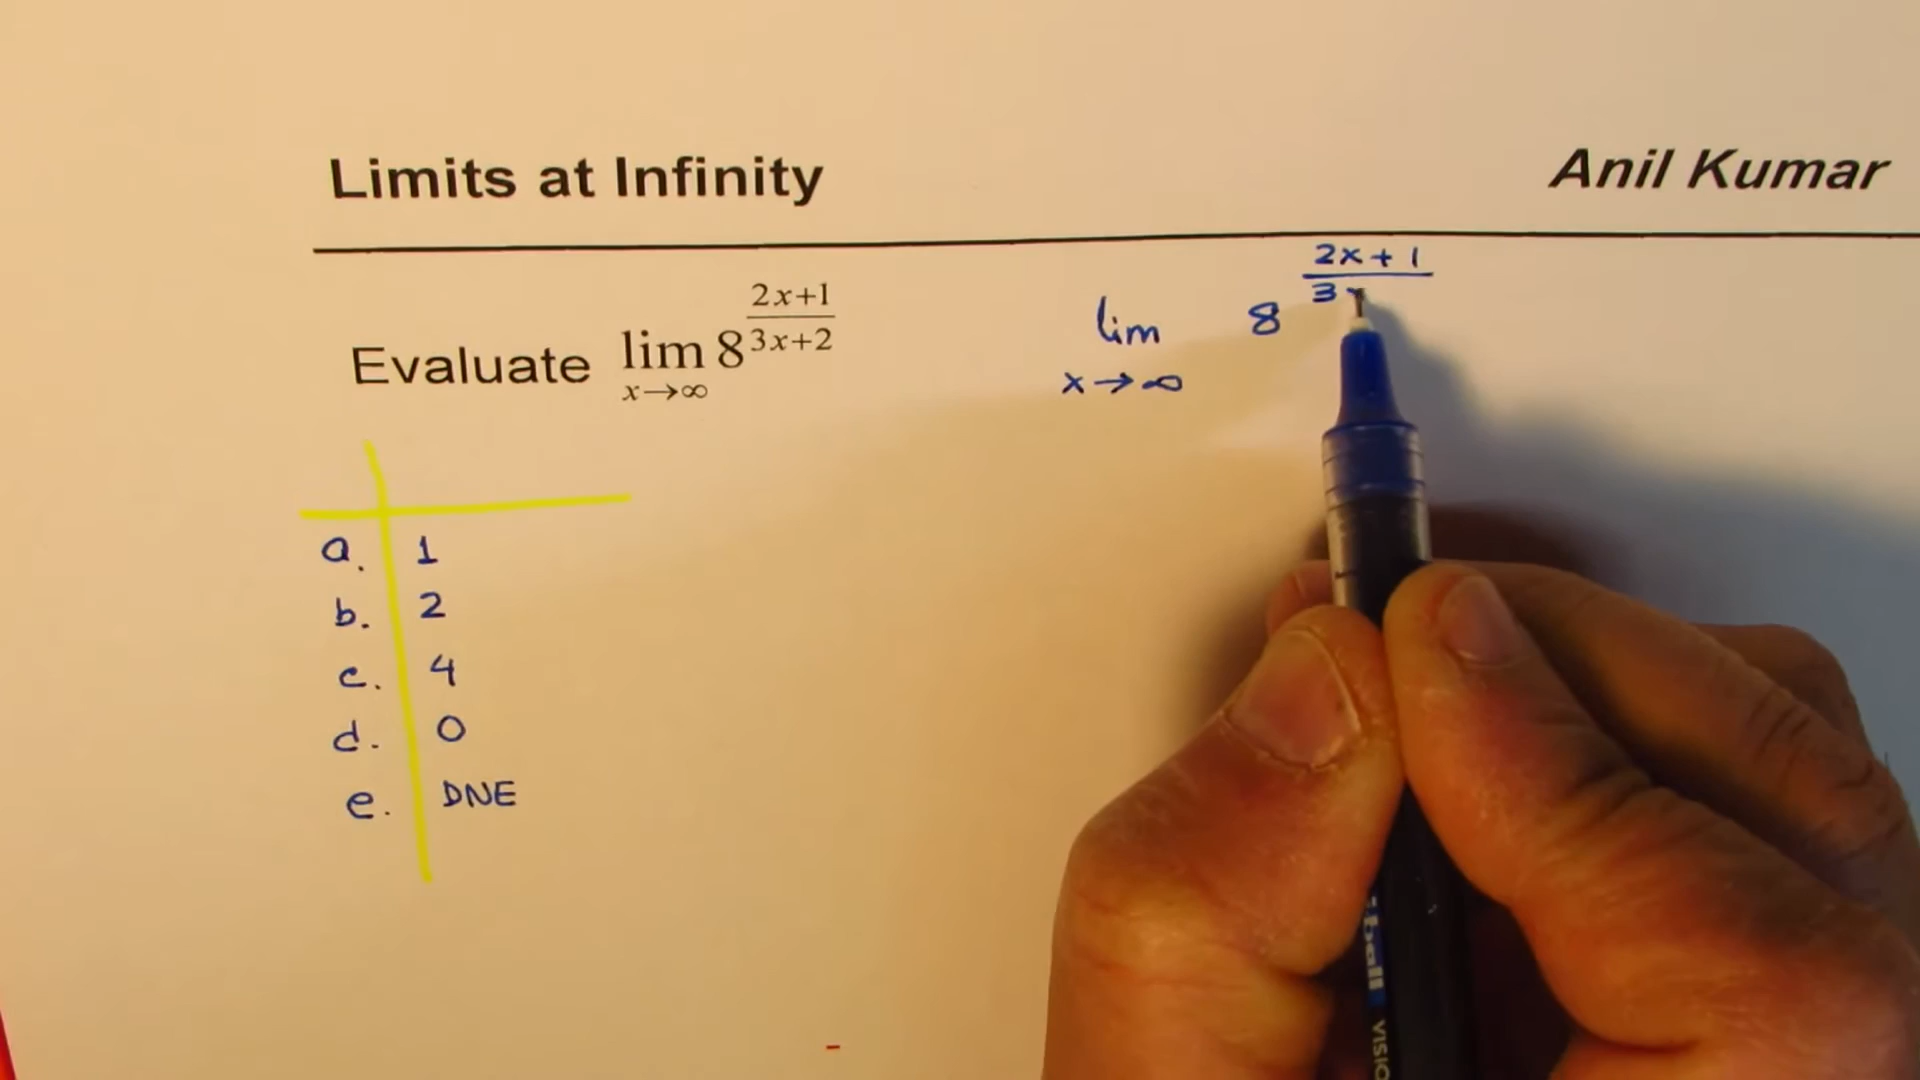 Limits at Infinity
Anil Kumar
Evaluate lim x→∞ 8^((2x+1)/(3x+2))
lim x→∞ 8^((2x+1)/(3
a. 1
b. 2
c. 4
d. 0
e. DNE